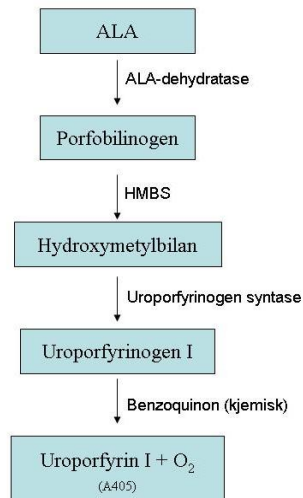 ALA
ALA-dehydratase
Porfobilinogen
HMBS
Hydroxymetylbilan
Uroporfyrinogen syntase
Uroporfyrinogen I
Benzoquinon (kjemisk)
Uroporfyrin I + O₂
(A405)